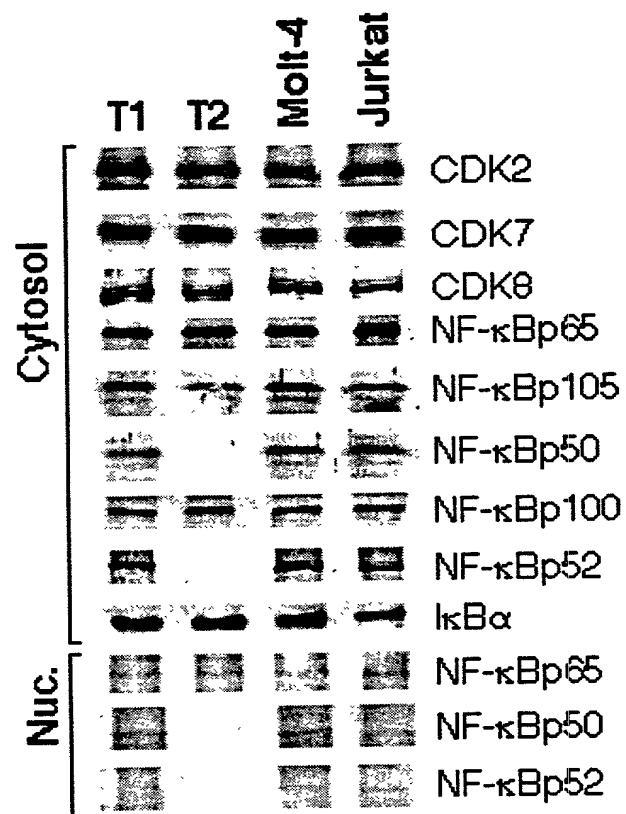 T1 T2 Molt-4 Jurkat
Cytosol
CDK2
CDK7
CDK8
NF-κBp65
NF-κBp105
NF-κBp50
NF-κBp100
NF-κBp52
IκBα
Nuc.
NF-κBp65
NF-κBp50
NF-κBp52